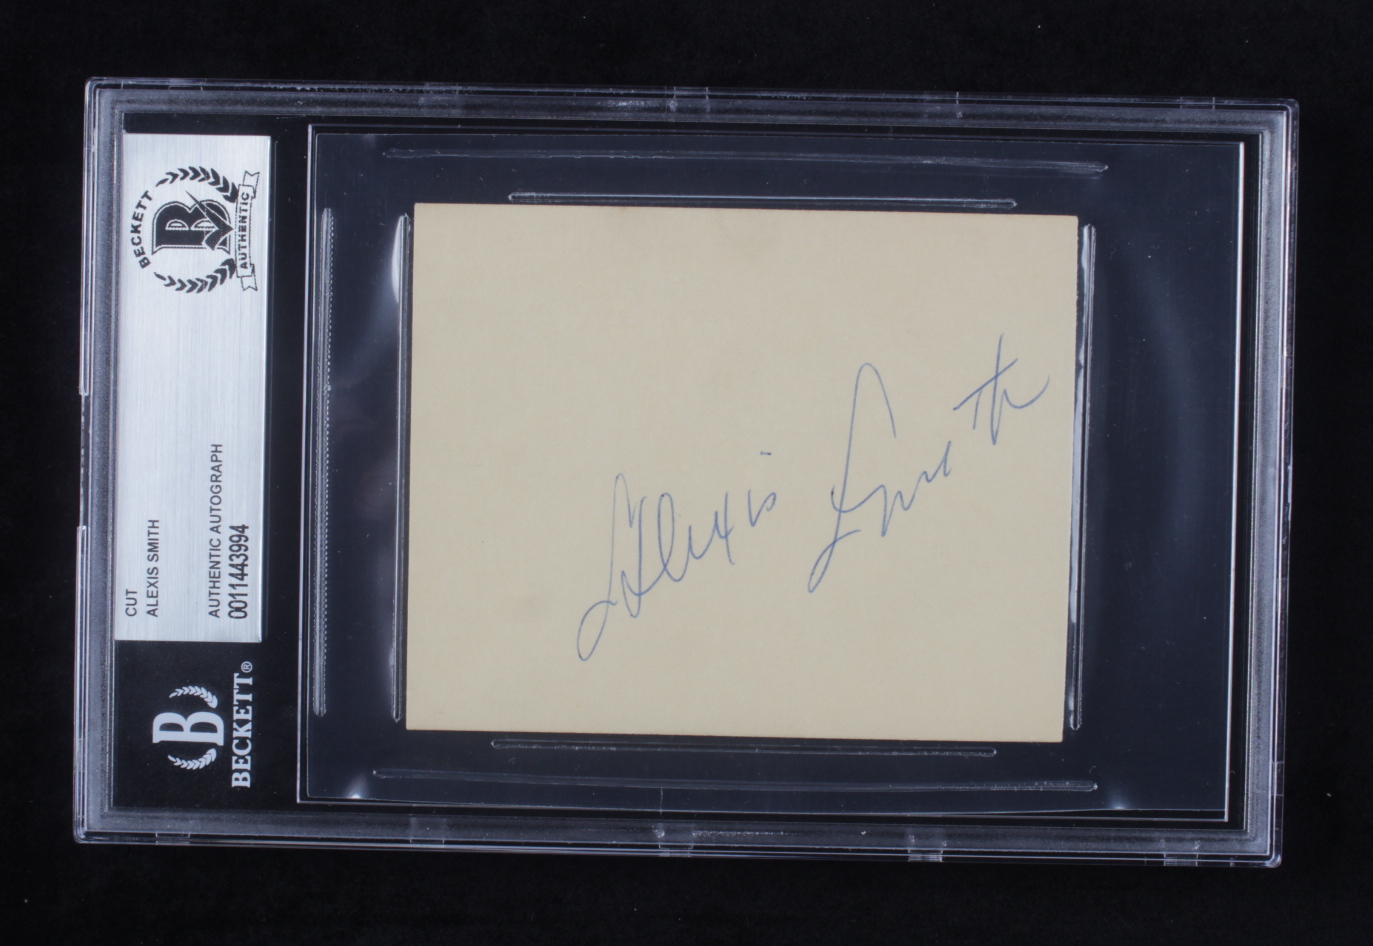 BECKETT
B
AUTHENTIC
CUT
ALEXIS SMITH
AUTHENTIC AUTOGRAPH
0011443994
B
BECKETT®
Alexis Smith